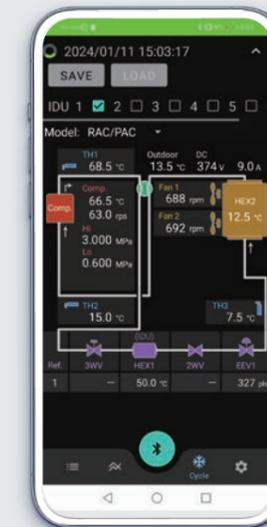 2024/01/11 15:03:17
SAVE LOAD
IDU 1 2 3 4 5
Model: RAC/PAC
TH1
68.5 °C
Outdoor
13.5 °C
DC
374 V 9.0 A
Comp.
Comp.
66.5 °C
63.0 rps
Hi
3.000 MPa
Lo
0.600 MPa
1
Fan 1
688 rpm
Fan 2
692 rpm
HEX2
12.5 °C
TH2
15.0 °C
TH3
7.5 °C
(IDU)
Ref. 3WV HEX1 2WV EEV1
1 – 50.0 °C – 327 pls
Cycle